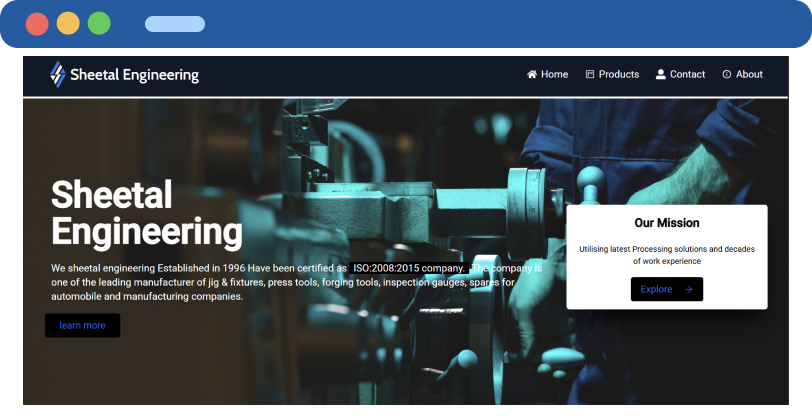 Sheetal Engineering
Home Products Contact About
Sheetal
Engineering
We sheetal engineering Established in 1996 Have been certified as ISO:2008:2015 company. The company is
one of the leading manufacturer of jig & fixtures, press tools, forging tools, inspection gauges, spares for
automobile and manufacturing companies.
learn more
Our Mission
Utilising latest Processing solutions and decades
of work experience
Explore →